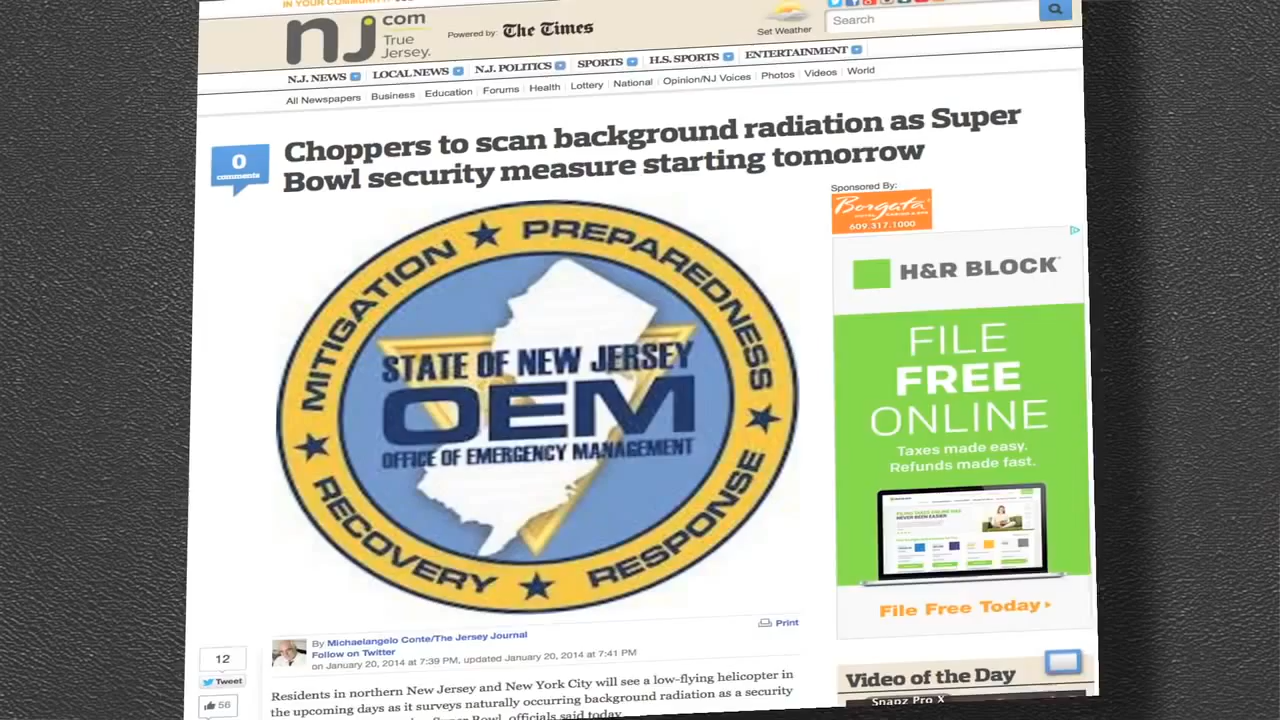 IN YOUR COMMUNITY
nj.com
True
Jersey.
Powered by: The Times
Set Weather
Search
N.J. NEWS LOCAL NEWS N.J. POLITICS SPORTS H.S. SPORTS ENTERTAINMENT
All Newspapers Business Education Forums Health Lottery National Opinion/NJ Voices Photos Videos World
0
comments
Choppers to scan background radiation as Super
Bowl security measure starting tomorrow
MITIGATION ★ PREPAREDNESS ★ RESPONSE ★ RECOVERY ★
STATE OF NEW JERSEY
OEM
OFFICE OF EMERGENCY MANAGEMENT
Sponsored By:
Borgata
HOTEL CASINO & SPA
609.317.1000
H&R BLOCK
FILE
FREE
ONLINE
Taxes made easy.
Refunds made fast.
File Free Today
Print
By Michaelangelo Conte/The Jersey Journal
Follow on Twitter
on January 20, 2014 at 7:39 PM, updated January 20, 2014 at 7:41 PM
12
Tweet
56
Residents in northern New Jersey and New York City will see a low-flying helicopter in
the upcoming days as it surveys naturally occurring background radiation as a security
Super Bowl, officials said today.
Video of the Day
Snapz Pro X